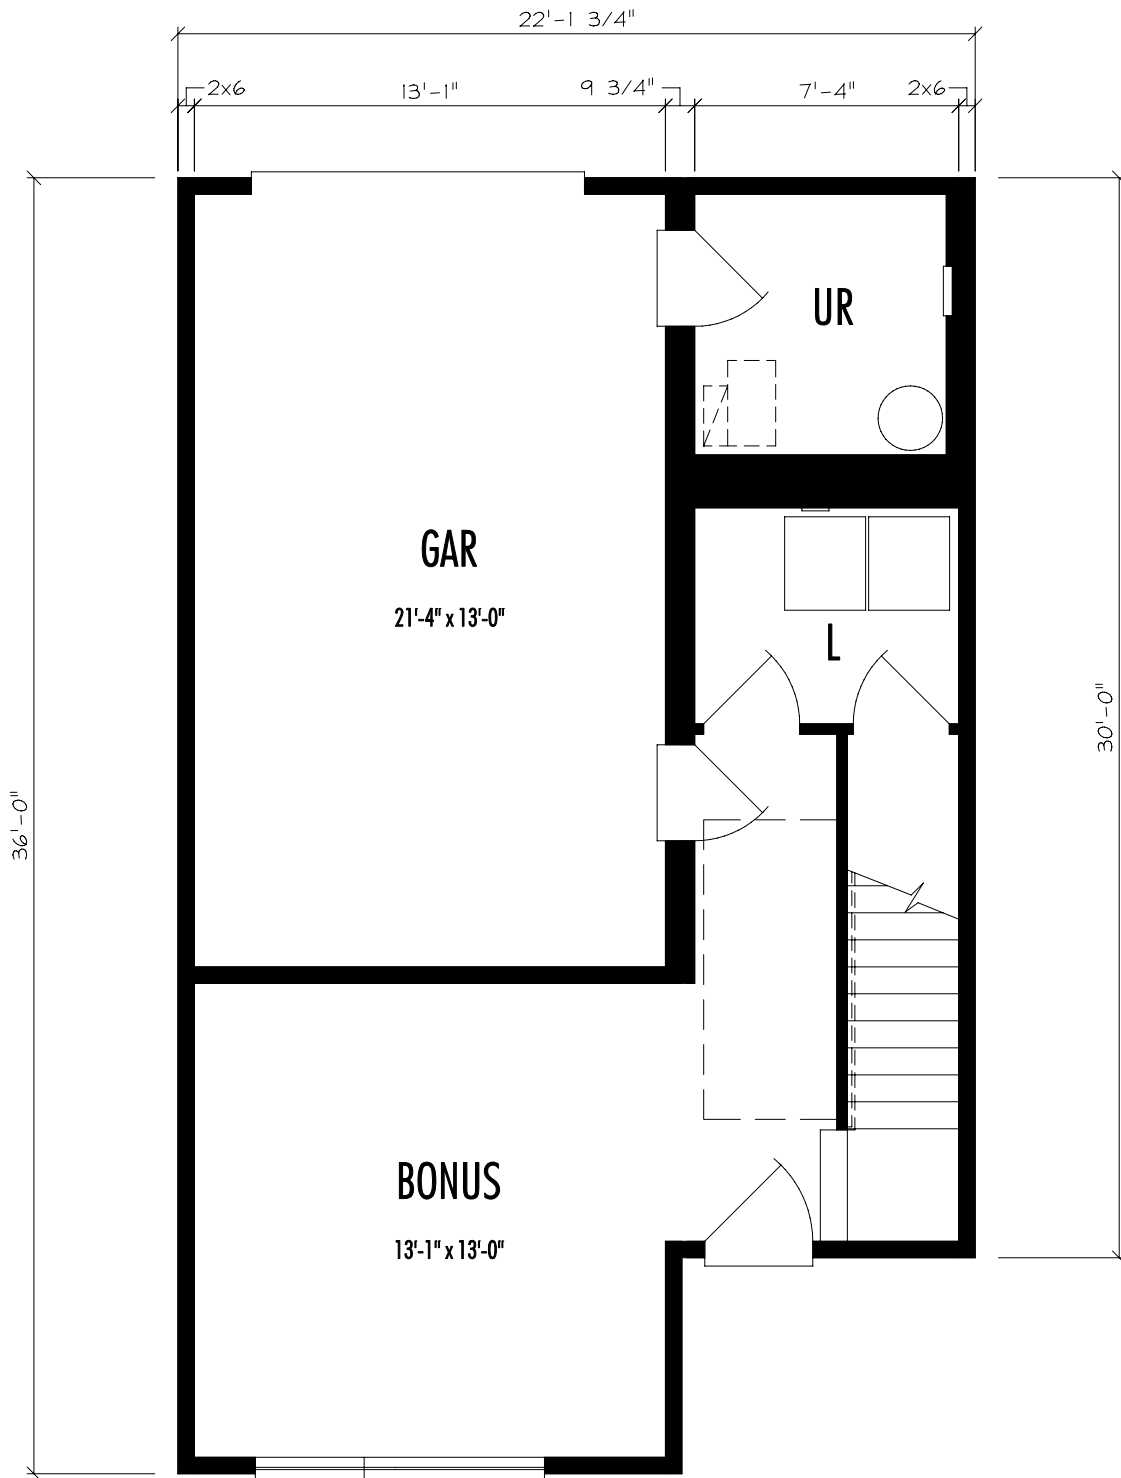 22'-1 3/4"
2x6
13'-1"
9 3/4"
7'-4"
2x6
UR
GAR
21'-4" x 13'-0"
L
30'-0"
36'-0"
BONUS
13'-1" x 13'-0"